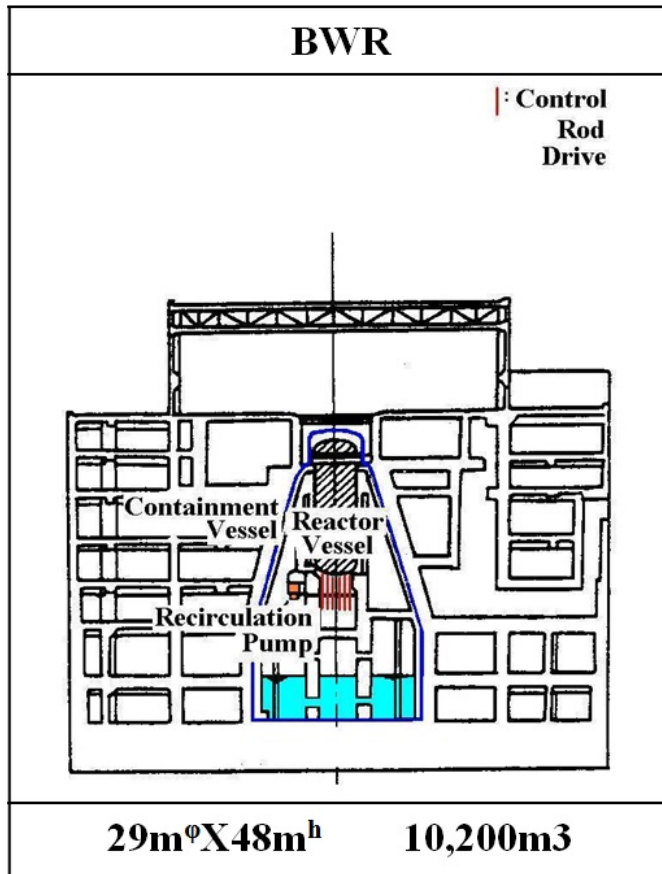 BWR
: Control
Rod
Drive
Containment
Vessel
Reactor
Vessel
Recirculation
Pump
29mφX48mh 10,200m3